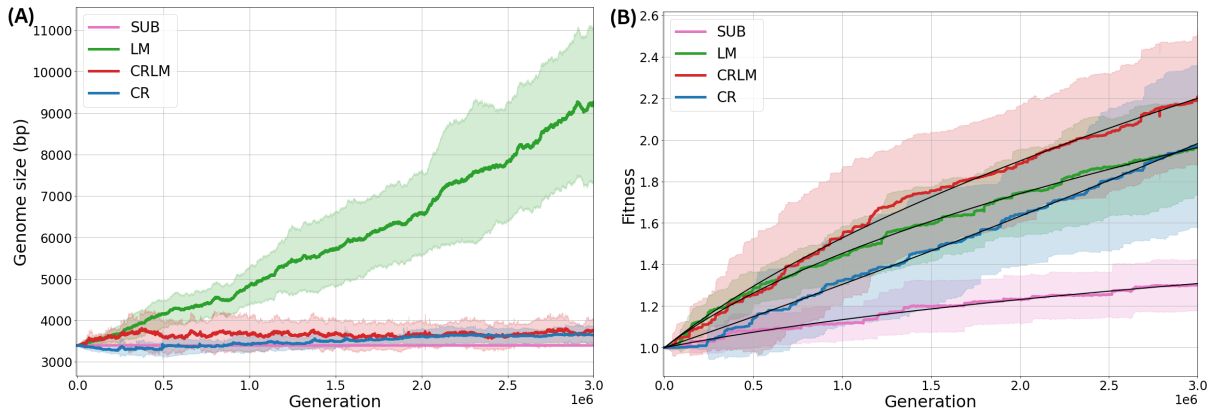 (A)
Genome size (bp)
11000
10000
9000
8000
7000
6000
5000
4000
3000
SUB
LM
CRLM
CR
0.0
0.5
1.0
1.5
2.0
2.5
3.0
1e6
Generation
(B)
Fitness
2.6
2.4
2.2
2.0
1.8
1.6
1.4
1.2
1.0
SUB
LM
CRLM
CR
0.0
0.5
1.0
1.5
2.0
2.5
3.0
1e6
Generation